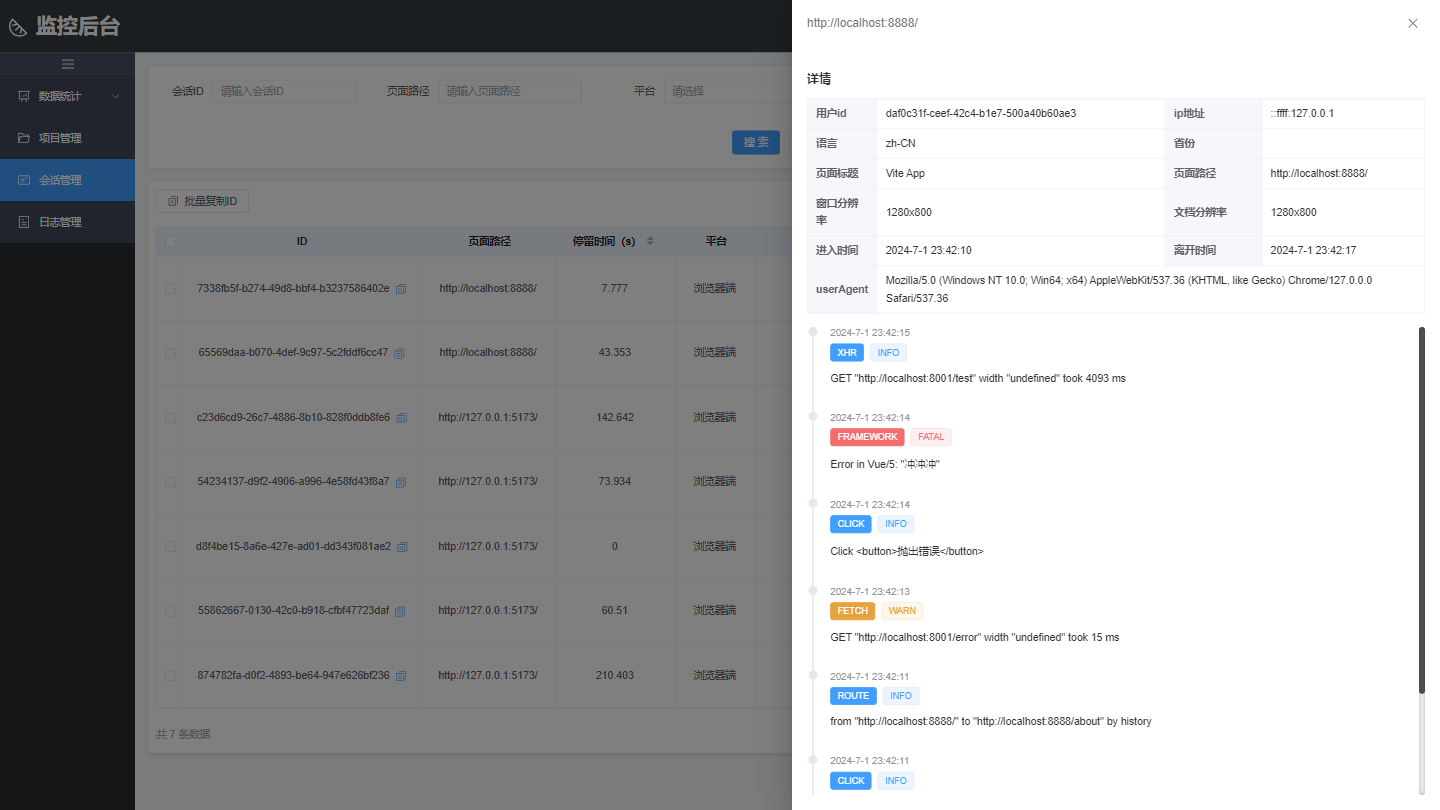 监控后台
数据统计
项目管理
会话管理
日志管理
会话ID 请输入会话ID 页面路径 请输入页面路径 平台 请选择
搜 索
批量复制ID
ID 页面路径 停留时间（s） 平台
7338fb5f-b274-49d8-bbf4-b3237586402e http://localhost:8888/ 7.777 浏览器端
65569daa-b070-4def-9c97-5c2fddf6cc47 http://localhost:8888/ 43.353 浏览器端
c23d6cd9-26c7-4886-8b10-828f0ddb8fe6 http://127.0.0.1:5173/ 142.642 浏览器端
54234137-d9f2-4906-a996-4e58fd43f8a7 http://127.0.0.1:5173/ 73.934 浏览器端
d8f4be15-8a6e-427e-ad01-dd343f081ae2 http://127.0.0.1:5173/ 0 浏览器端
55862667-0130-42c0-b918-cfbf47723daf http://127.0.0.1:5173/ 60.51 浏览器端
874782fa-d0f2-4893-be64-947e626bf236 http://127.0.0.1:5173/ 210.403 浏览器端
共 7 条数据
http://localhost:8888/
详情
用户id daf0c31f-ceef-42c4-b1e7-500a40b60ae3 ip地址 ::ffff:127.0.0.1
语言 zh-CN 省份
页面标题 Vite App 页面路径 http://localhost:8888/
窗口分辨
率 1280x800 文档分辨率 1280x800
进入时间 2024-7-1 23:42:10 离开时间 2024-7-1 23:42:17
userAgent Mozilla/5.0 (Windows NT 10.0; Win64; x64) AppleWebKit/537.36 (KHTML, like Gecko) Chrome/127.0.0.0
Safari/537.36
2024-7-1 23:42:15
XHR INFO
GET "http://localhost:8001/test" width "undefined" took 4093 ms
2024-7-1 23:42:14
FRAMEWORK FATAL
Error in Vue/5: "冲冲冲"
2024-7-1 23:42:14
CLICK INFO
Click <button>抛出错误</button>
2024-7-1 23:42:13
FETCH WARN
GET "http://localhost:8001/error" width "undefined" took 15 ms
2024-7-1 23:42:11
ROUTE INFO
from "http://localhost:8888/" to "http://localhost:8888/about" by history
2024-7-1 23:42:11
CLICK INFO